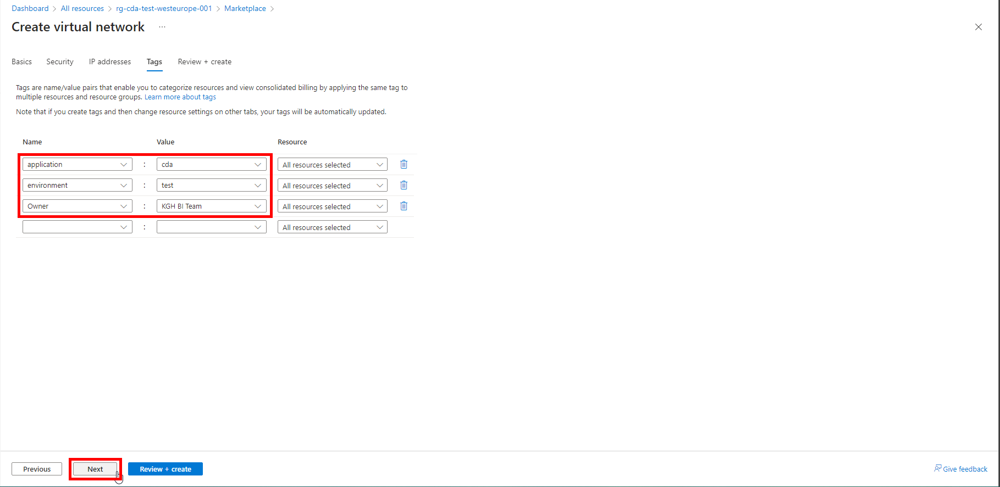 Dashboard > All resources > rg-cda-test-westeurope-001 > Marketplace >
Create virtual network ...
Basics Security IP addresses Tags Review + create
Tags are name/value pairs that enable you to categorize resources and view consolidated billing by applying the same tag to
multiple resources and resource groups. Learn more about tags
Note that if you create tags and then change resource settings on other tabs, your tags will be automatically updated.
Name Value Resource
application : cda All resources selected
environment : test All resources selected
Owner : KGH BI Team All resources selected
: All resources selected
Previous Next Review + create Give feedback